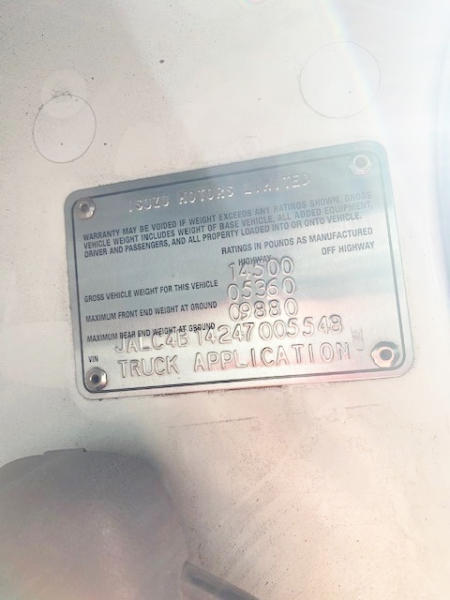 ISUZU MOTORS LIMITED
WARRANTY MAY BE VOIDED IF WEIGHT EXCEEDS ANY RATINGS SHOWN, GROSS
VEHICLE WEIGHT INCLUDES WEIGHT OF BASE VEHICLE, ALL ADDED EQUIPMENT,
DRIVER AND PASSENGERS, AND ALL PROPERTY LOADED INTO OR ONTO VEHICLE.
RATINGS IN POUNDS AS MANUFACTURED
HIGHWAY OFF HIGHWAY
GROSS VEHICLE WEIGHT FOR THIS VEHICLE 14500
MAXIMUM FRONT END WEIGHT AT GROUND 05360
MAXIMUM REAR END WEIGHT AT GROUND 09880
VIN JALC4B14247005548
TRUCK APPLICATION